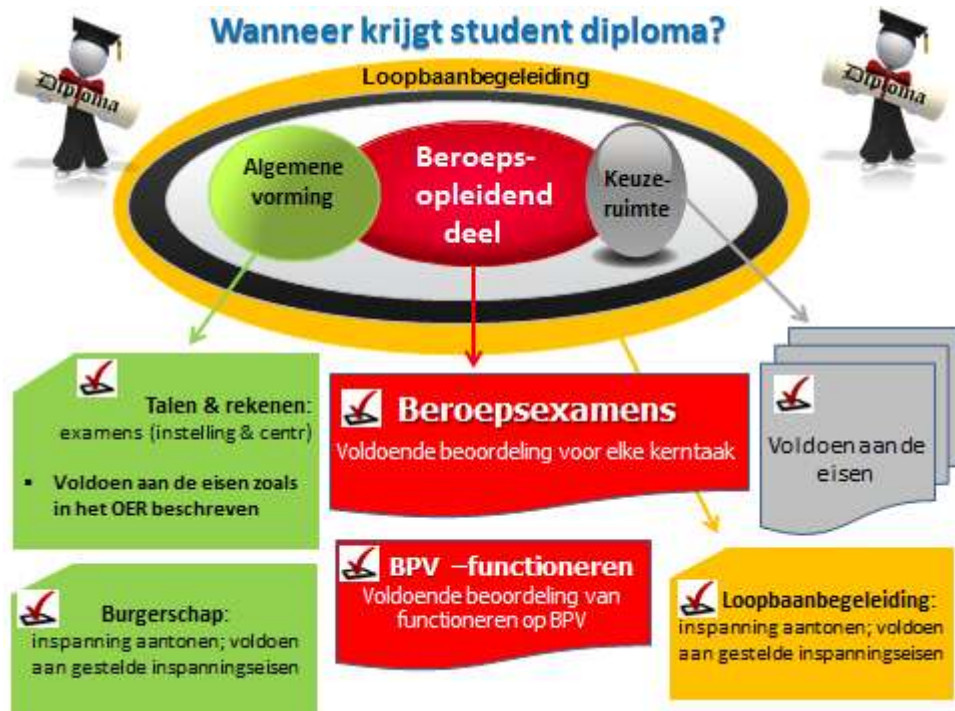 Wanneer krijgt student diploma?
Diploma
Diploma
Loopbaanbegeleiding
Algemene
vorming
Beroeps-
opleidend
deel
Keuze-
ruimte
Talen & rekenen:
examens (instelling & centr)
▪ Voldoen aan de eisen zoals
in het OER beschreven
Beroepsexamens
Voldoende beoordeling voor elke kerntaak
Voldoen aan de
eisen
Burgerschap:
inspanning aantonen; voldoen
aan gestelde inspanningseisen
BPV –functioneren
Voldoende beoordeling van
functioneren op BPV
Loopbaanbegeleiding:
inspanning aantonen; voldoen
aan gestelde inspanningseisen